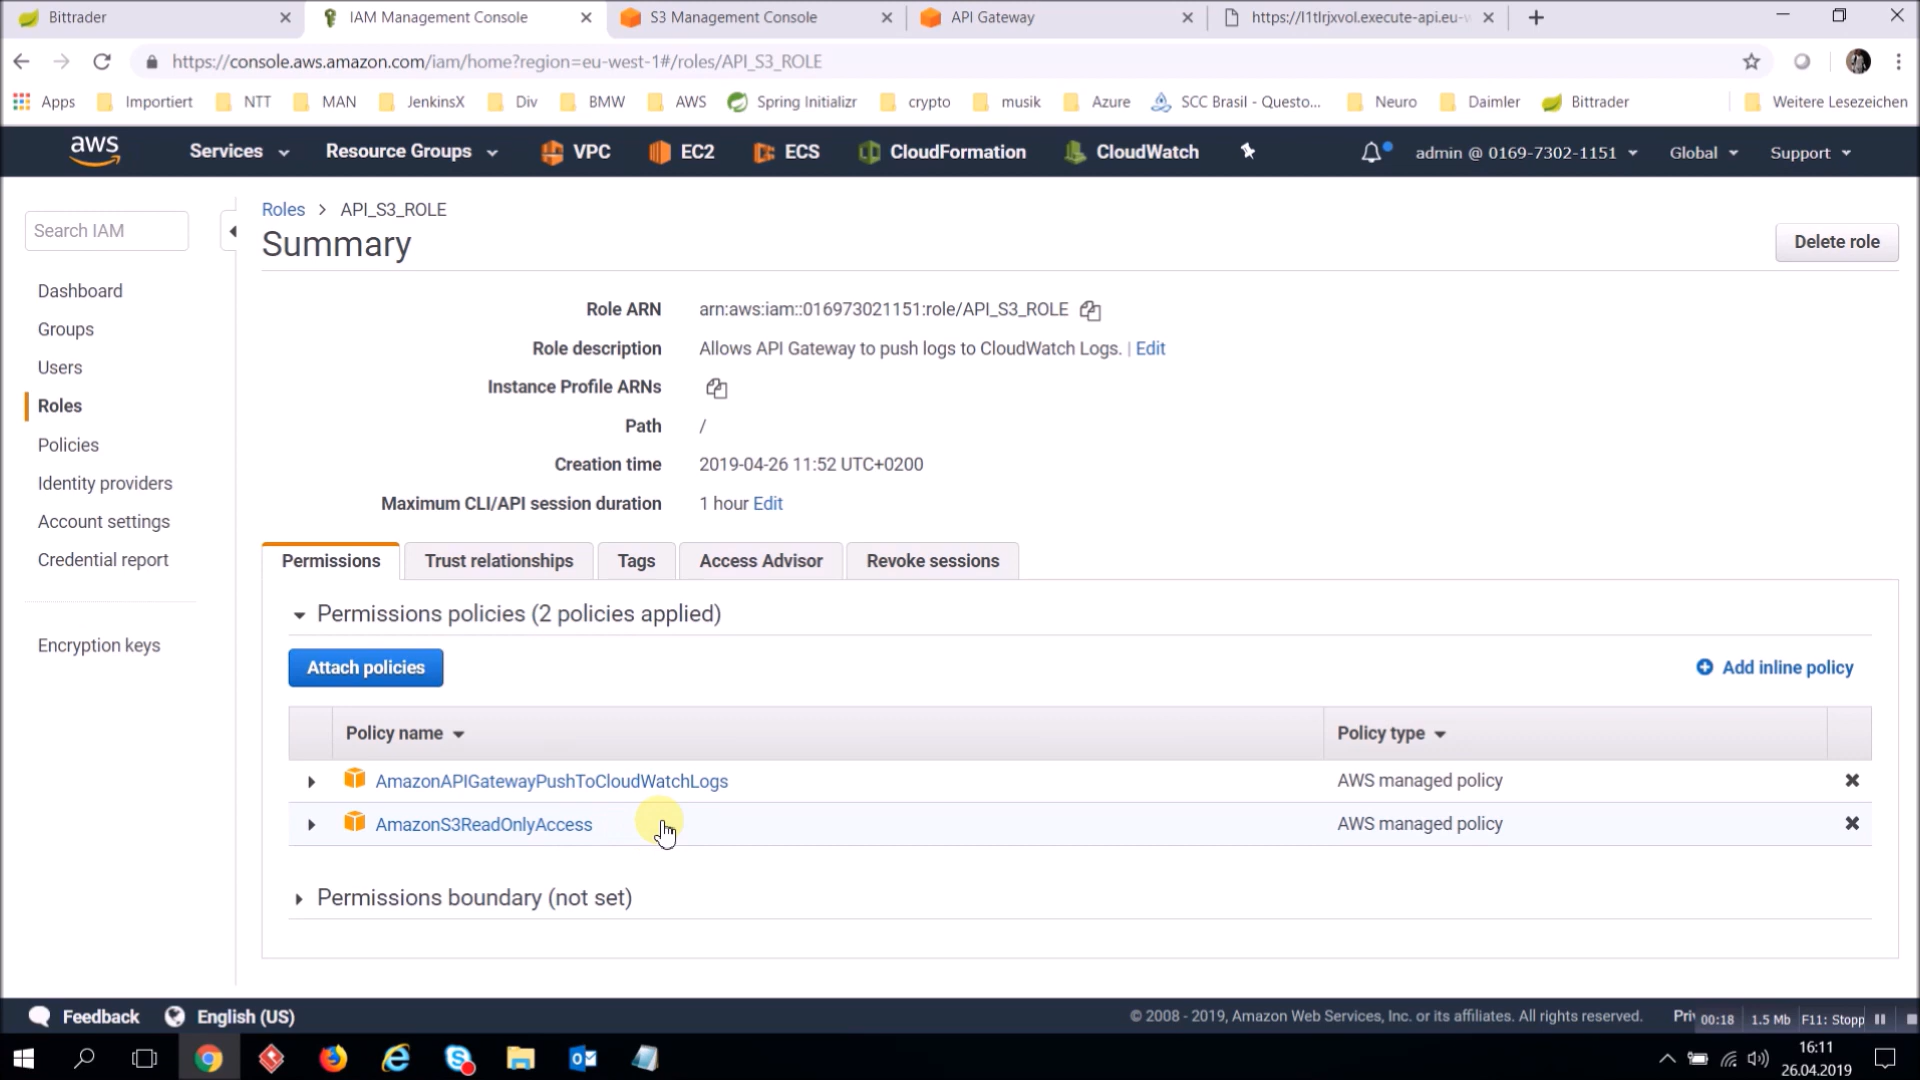 Bittrader
IAM Management Console
S3 Management Console
API Gateway
https://l1tlrjxvol.execute-api.eu-w
https://console.aws.amazon.com/iam/home?region=eu-west-1#/roles/API_S3_ROLE
Apps Importiert NTT MAN JenkinsX Div BMW AWS Spring Initializr crypto musik Azure SCC Brasil - Questo... Neuro Daimler Bittrader Weitere Lesezeichen
aws Services Resource Groups VPC EC2 ECS CloudFormation CloudWatch admin @ 0169-7302-1151 Global Support
Search IAM
Dashboard
Groups
Users
Roles
Policies
Identity providers
Account settings
Credential report
Encryption keys
Roles > API_S3_ROLE
Summary
Delete role
Role ARN arn:aws:iam::016973021151:role/API_S3_ROLE
Role description Allows API Gateway to push logs to CloudWatch Logs. | Edit
Instance Profile ARNs
Path /
Creation time 2019-04-26 11:52 UTC+0200
Maximum CLI/API session duration 1 hour Edit
Permissions Trust relationships Tags Access Advisor Revoke sessions
Permissions policies (2 policies applied)
Attach policies Add inline policy
Policy name Policy type
AmazonAPIGatewayPushToCloudWatchLogs AWS managed policy
AmazonS3ReadOnlyAccess AWS managed policy
Permissions boundary (not set)
Feedback English (US) © 2008 - 2019, Amazon Web Services, Inc. or its affiliates. All rights reserved. Pri 00:18 1.5 Mb F11: Stopp
16:11
26.04.2019